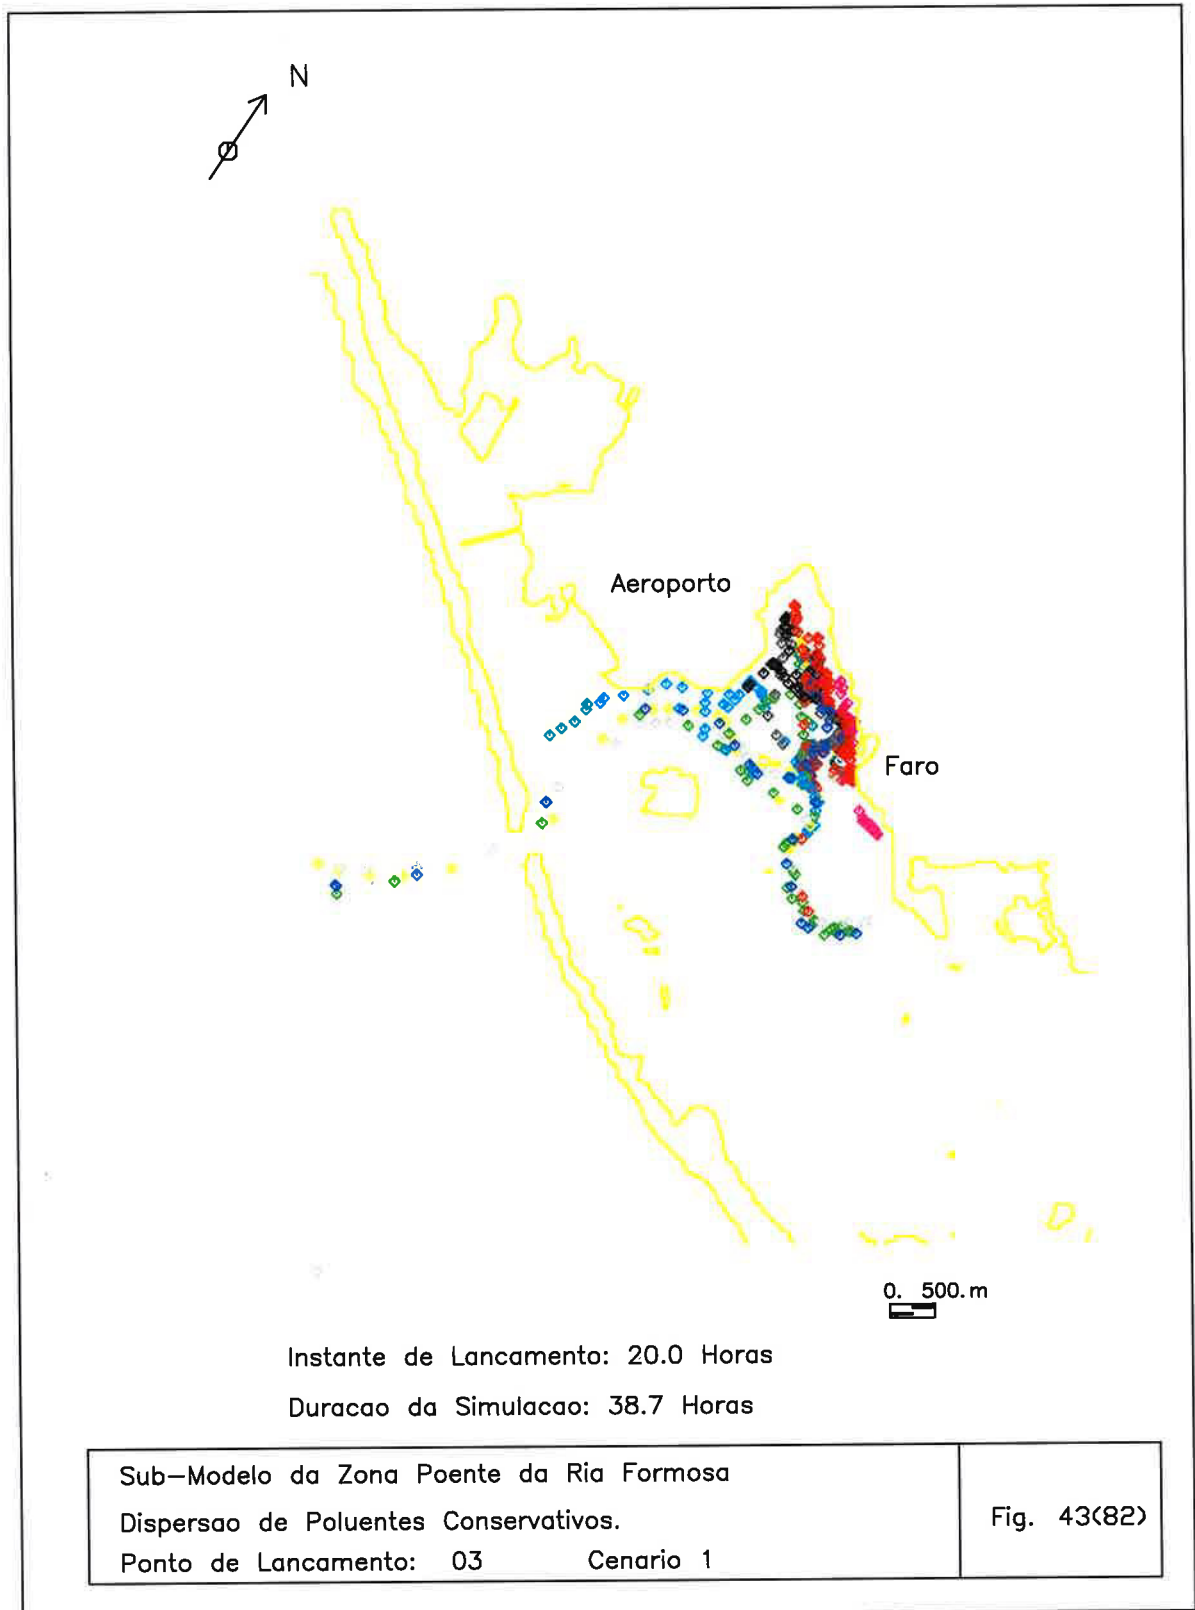 N
Aeroporto
Faro
0. 500.m
Instante de Lancamento: 20.0 Horas
Duracao da Simulacao: 38.7 Horas
Sub-Modelo da Zona Poente da Ria Formosa
Dispersao de Poluentes Conservativos.
Ponto de Lancamento: 03 Cenario 1
Fig. 43(82)